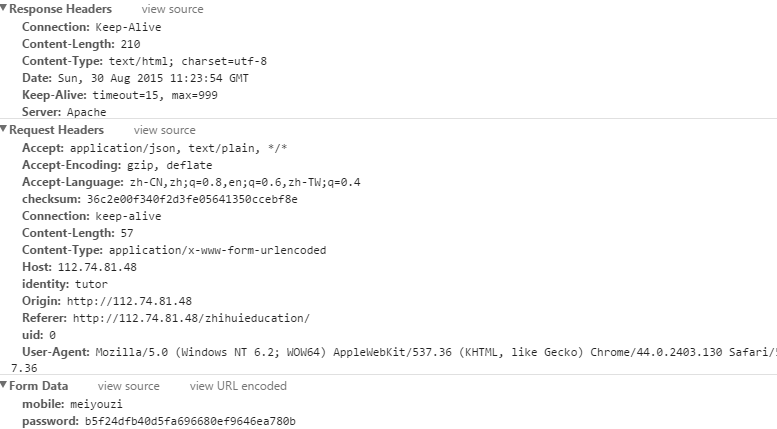 Response Headers view source
Connection: Keep-Alive
Content-Length: 210
Content-Type: text/html; charset=utf-8
Date: Sun, 30 Aug 2015 11:23:54 GMT
Keep-Alive: timeout=15, max=999
Server: Apache
Request Headers view source
Accept: application/json, text/plain, */*
Accept-Encoding: gzip, deflate
Accept-Language: zh-CN,zh;q=0.8,en;q=0.6,zh-TW;q=0.4
checksum: 36c2e00f340f2d3fe05641350ccebf8e
Connection: keep-alive
Content-Length: 57
Content-Type: application/x-www-form-urlencoded
Host: 112.74.81.48
identity: tutor
Origin: http://112.74.81.48
Referer: http://112.74.81.48/zhihuieducation/
uid: 0
User-Agent: Mozilla/5.0 (Windows NT 6.2; WOW64) AppleWebKit/537.36 (KHTML, like Gecko) Chrome/44.0.2403.130 Safari/5
7.36
Form Data view source view URL encoded
mobile: meiyouzi
password: b5f24dfb40d5fa696680ef9646ea780b